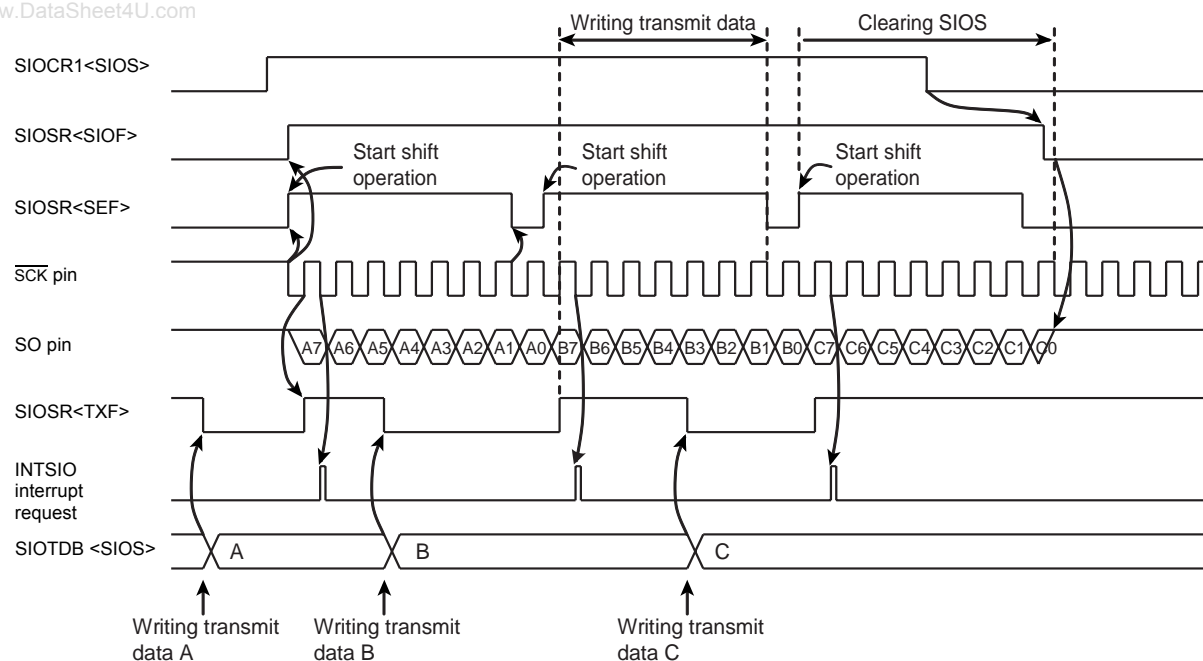 w.DataSheet4U.com
Writing transmit data
Clearing SIOS
SIOCR1<SIOS>
SIOSR<SIOF>
Start shift
operation
Start shift
operation
Start shift
operation
SIOSR<SEF>
SCK pin
SO pin
A7 A6 A5 A4 A3 A2 A1 A0 B7 B6 B5 B4 B3 B2 B1 B0 C7 C6 C5 C4 C3 C2 C1 C0
SIOSR<TXF>
INTSIO
interrupt
request
SIOTDB <SIOS>
A B C
Writing transmit
data A
Writing transmit
data B
Writing transmit
data C